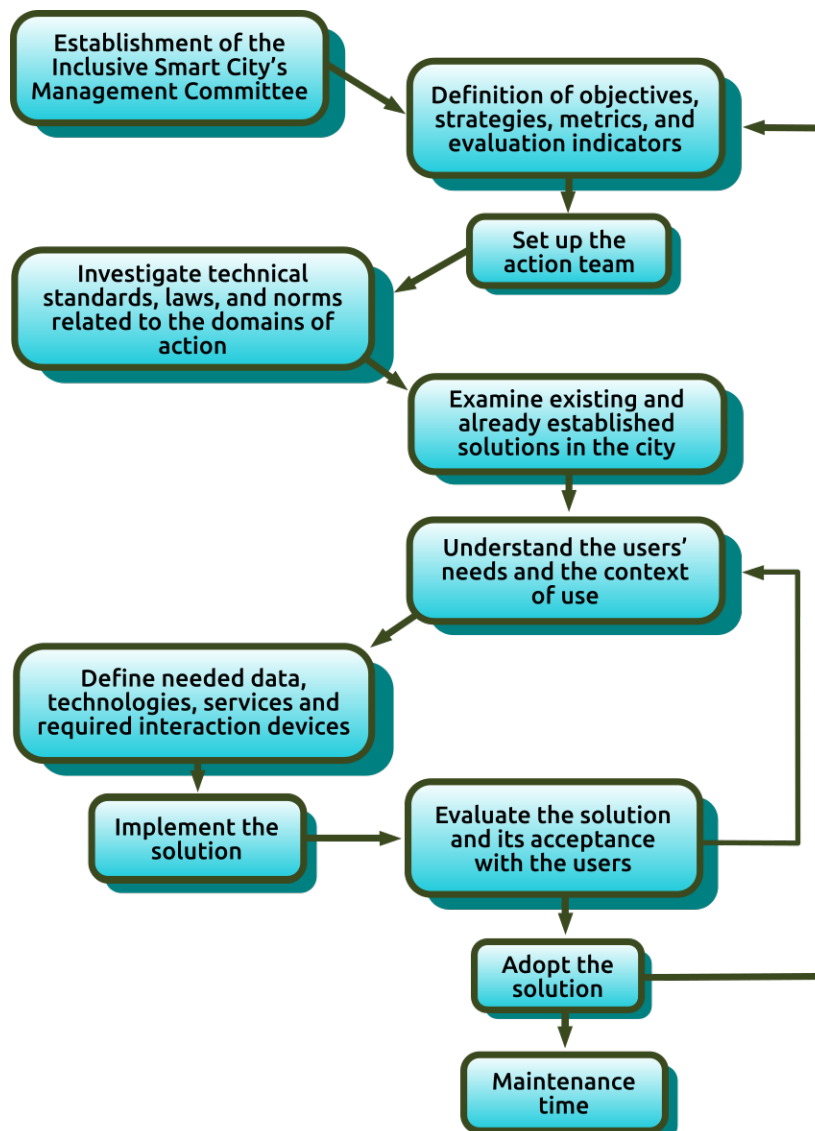 Establishment of the
Inclusive Smart City's
Management Committee
Definition of objectives,
strategies, metrics, and
evaluation indicators
Set up the
action team
Investigate technical
standards, laws, and norms
related to the domains of
action
Examine existing and
already established
solutions in the city
Understand the users'
needs and the context
of use
Define needed data,
technologies, services and
required interaction devices
Implement the
solution
Evaluate the solution
and its acceptance
with the users
Adopt the
solution
Maintenance
time